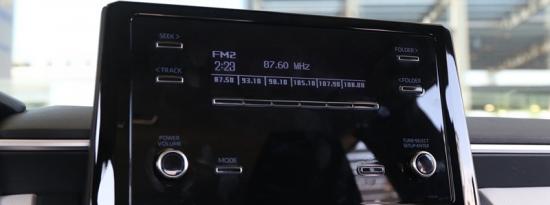 SEEK >
FOLDER >
FM2
2:23 87.60 MHz
< TRACK
< FOLDER
87.50 93.10 98.10 105.10 107.90 108.00
POWER
VOLUME
MODE
TUNE/SELECT
SETUP·ENTER